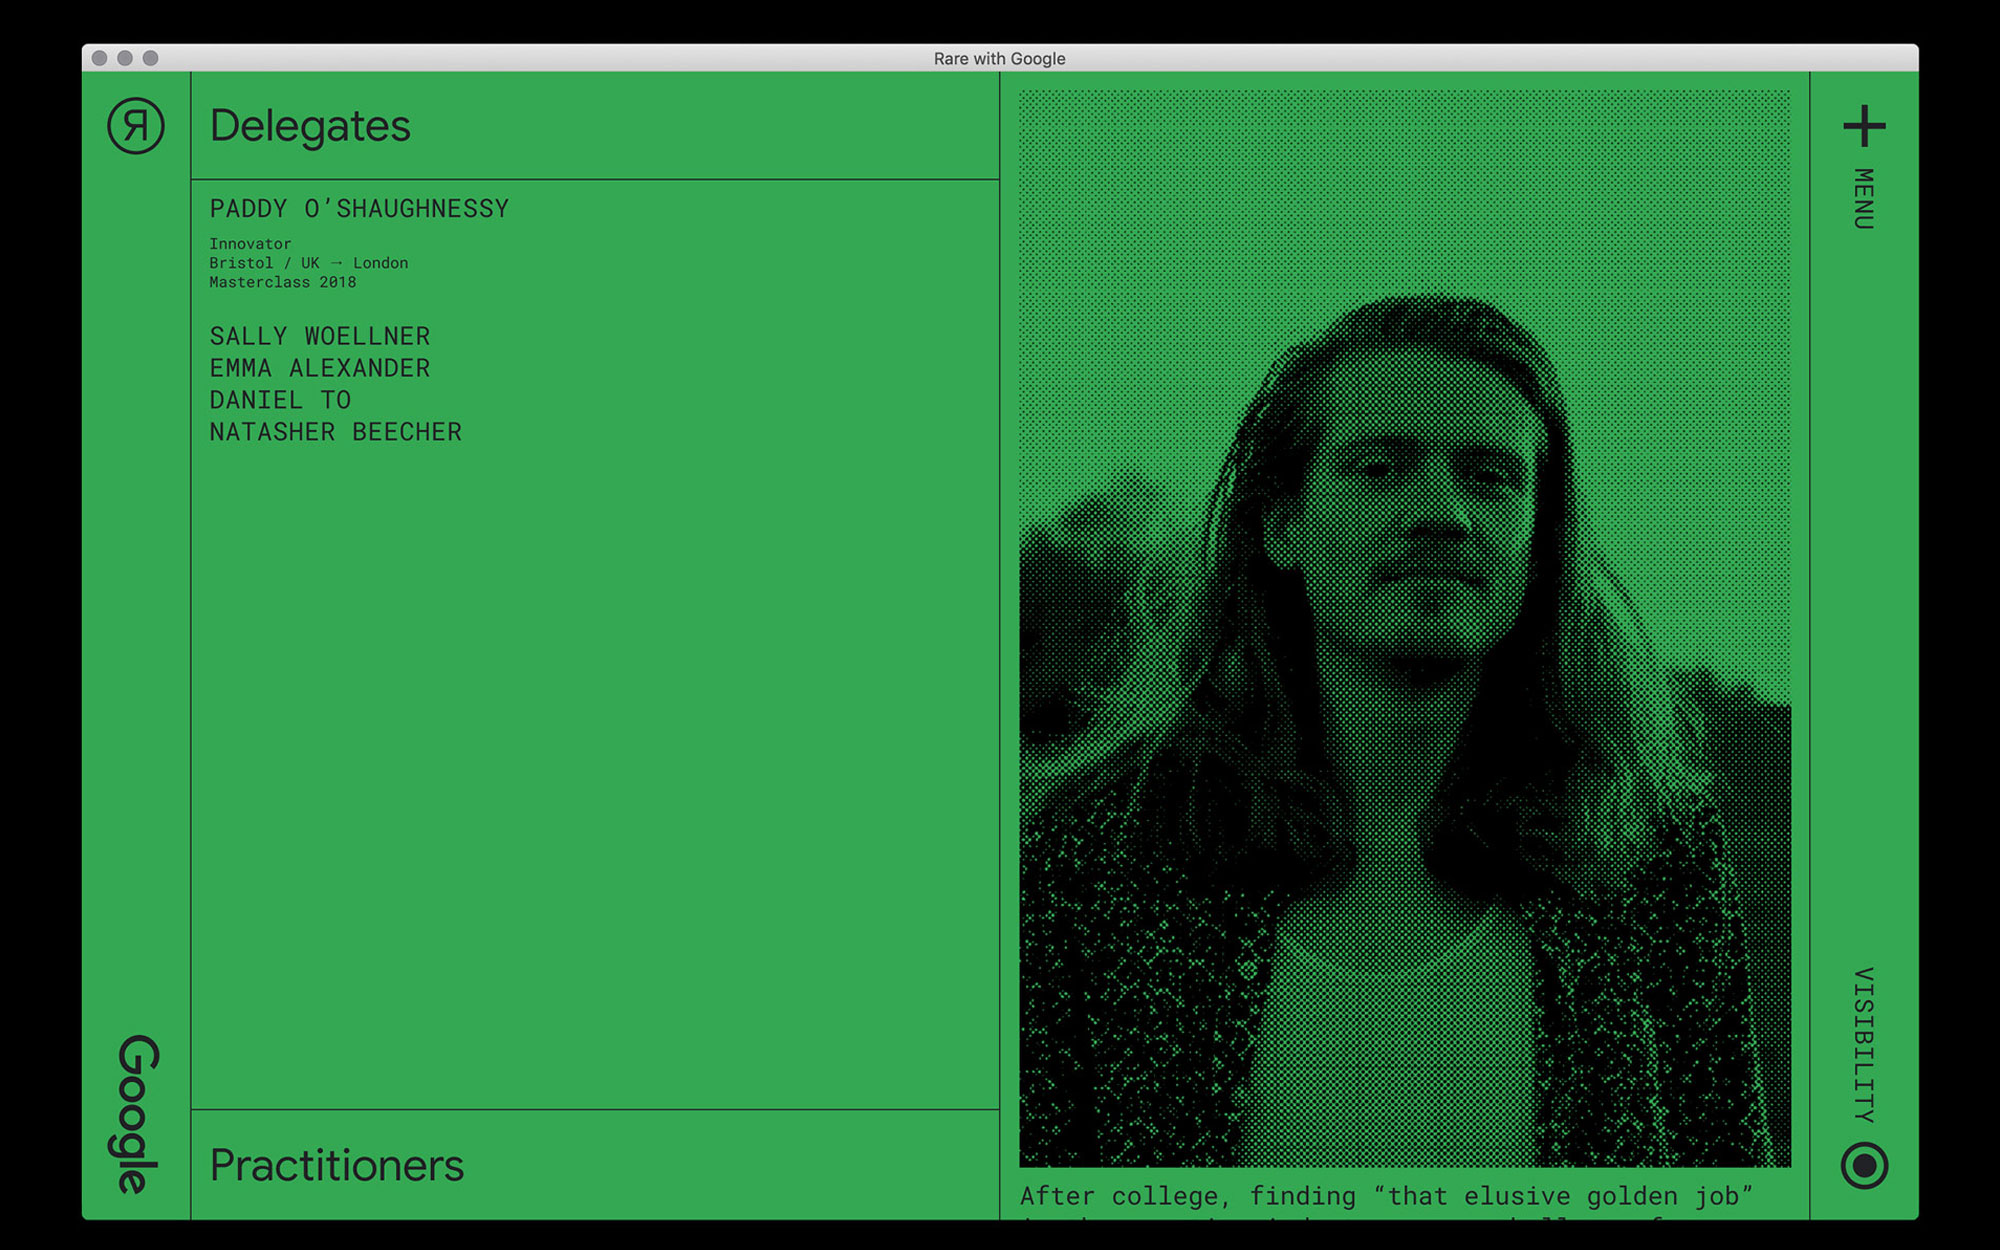 Rare with Google
R
Delegates
PADDY O’SHAUGHNESSY
Innovator
Bristol / UK → London
Masterclass 2018
SALLY WOELLNER
EMMA ALEXANDER
DANIEL TO
NATASHER BEECHER
Practitioners
Google
After college, finding “that elusive golden job”
MENU
VISIBILITY